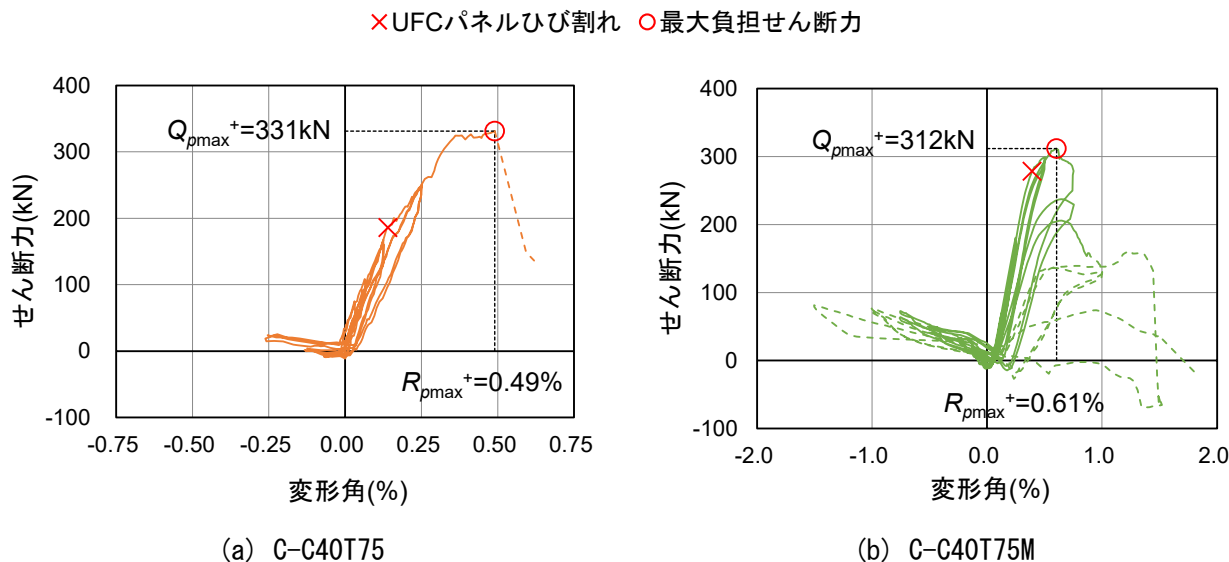 ×UFCパネルひび割れ ○最大負担せん断力
400
300
200
100
0
-100
せん断力(kN)
Qpmax+=331kN
Rpmax+=0.49%
-0.75 -0.50 -0.25 0.00 0.25 0.50 0.75
変形角(%)
(a) C-C40T75
400
300
200
100
0
-100
せん断力(kN)
Qpmax+=312kN
Rpmax+=0.61%
-2.0 -1.0 0.0 1.0 2.0
変形角(%)
(b) C-C40T75M